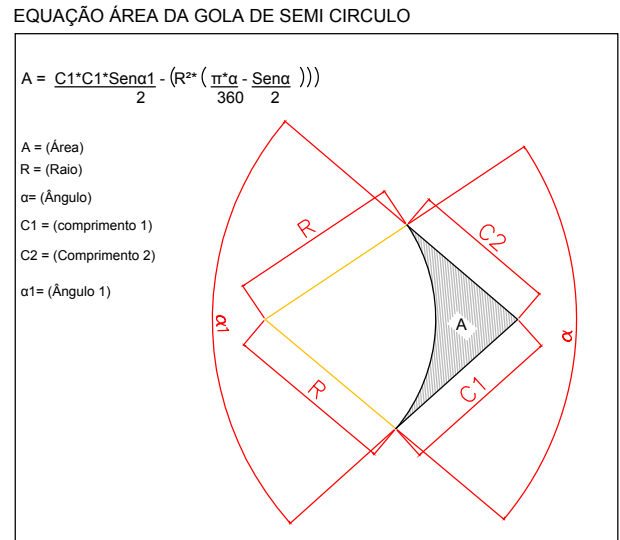 EQUAÇÃO ÁREA DA GOLA DE SEMI CIRCULO
A = C1*C1*Senα1 - (R²* ( π*α - Senα )))
2 360 2
A = (Área)
R = (Raio)
α= (Ângulo)
C1 = (comprimento 1)
C2 = (Comprimento 2)
α1= (Ângulo 1)
R
C2
α1
A
α
R
C1